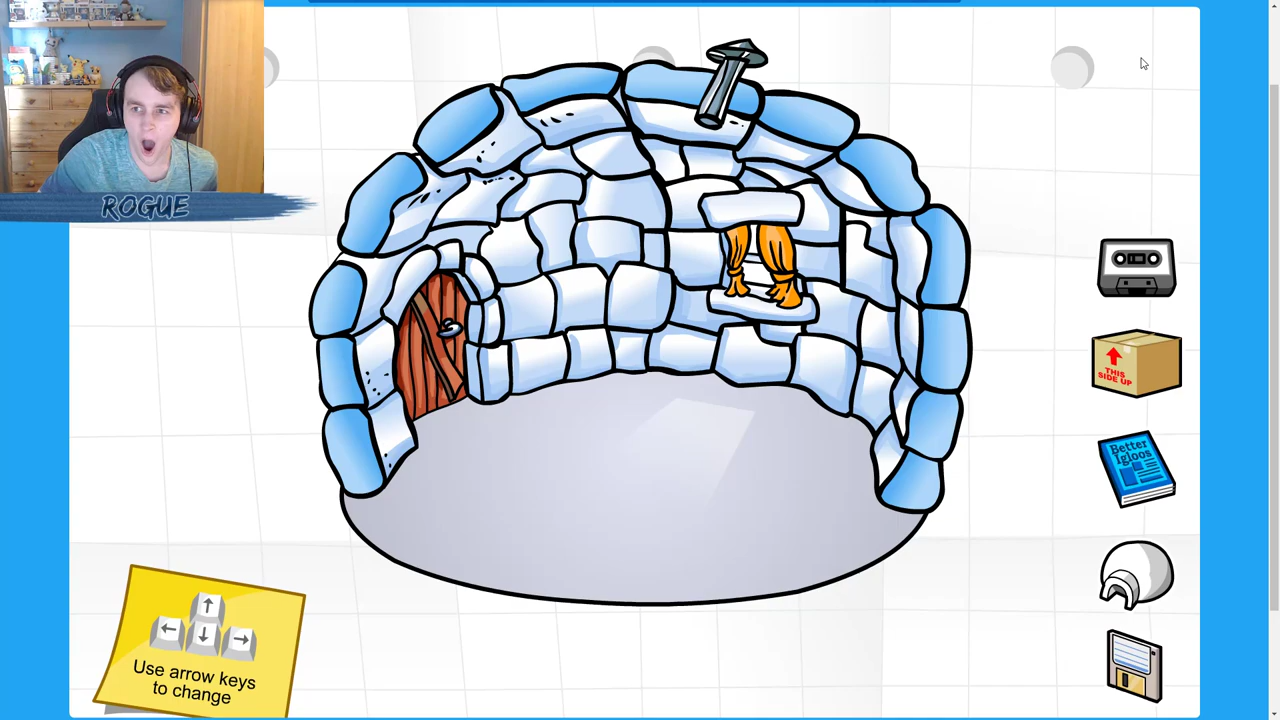 ROGUE
THIS
SIDE UP
Better
Igloos
Use arrow keys
to change